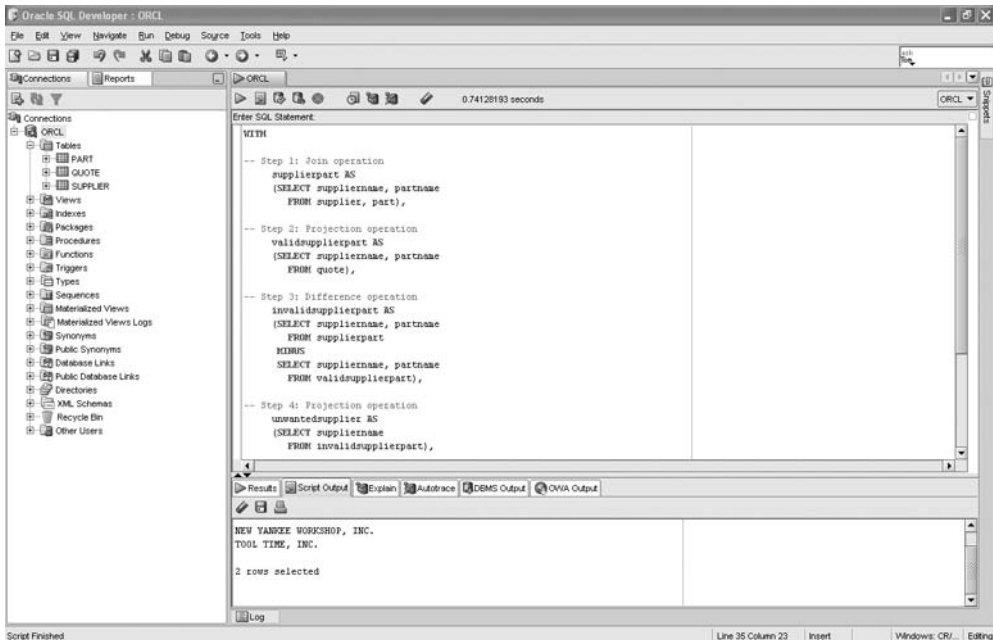 Oracle SQL Developer : ORCL
File Edit View Navigate Run Debug Source Tools Help
ask
Tom
Connections
Reports
ORCL
Snippets
0.74128193 seconds
ORCL
Connections
Enter SQL Statement:
ORCL
Tables
PART
QUOTE
SUPPLIER
Views
Indexes
Packages
Procedures
Functions
Triggers
Types
Sequences
Materialized Views
Materialized Views Logs
Synonyms
Public Synonyms
Database Links
Public Database Links
Directories
XML Schemas
Recycle Bin
Other Users
WITH
-- Step 1: Join operation
supplierpart AS
(SELECT suppliername, partname
FROM supplier, part),
-- Step 2: Projection operation
validsupplierpart AS
(SELECT suppliername, partname
FROM quote),
-- Step 3: Difference operation
invalidsupplierpart AS
(SELECT suppliername, partname
FROM supplierpart
MINUS
SELECT suppliername, partname
FROM validsupplierpart),
-- Step 4: Projection operation
unwantedsupplier AS
(SELECT suppliername
FROM invalidsupplierpart),
Results Script Output Explain Autotrace DBMS Output OWA Output
NEW YANKEE WORKSHOP, INC.
TOOL TIME, INC.
2 rows selected
Log
Script Finished
Line 35 Column 23 Insert Windows: CR/... Editing